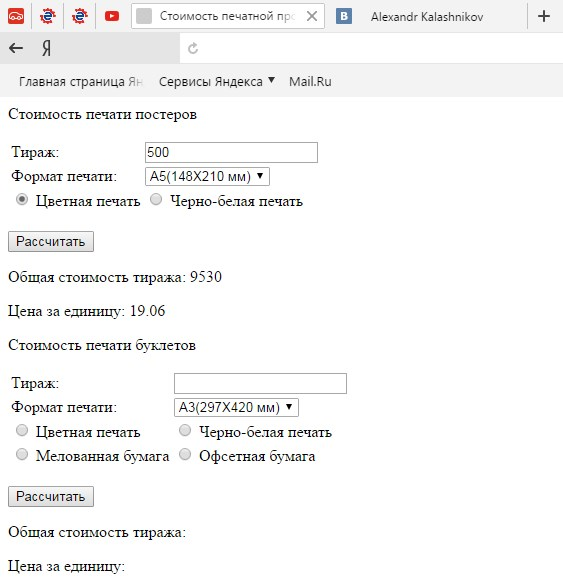 Стоимость печатной про
Alexandr Kalashnikov
Я
Главная страница Ян
Сервисы Яндекса
Mail.Ru
Стоимость печати постеров
Тираж: 500
Формат печати: А5(148X210 мм)
Цветная печать Черно-белая печать
Рассчитать
Общая стоимость тиража: 9530
Цена за единицу: 19.06
Стоимость печати буклетов
Тираж:
Формат печати: А3(297X420 мм)
Цветная печать Черно-белая печать
Мелованная бумага Офсетная бумага
Рассчитать
Общая стоимость тиража:
Цена за единицу: